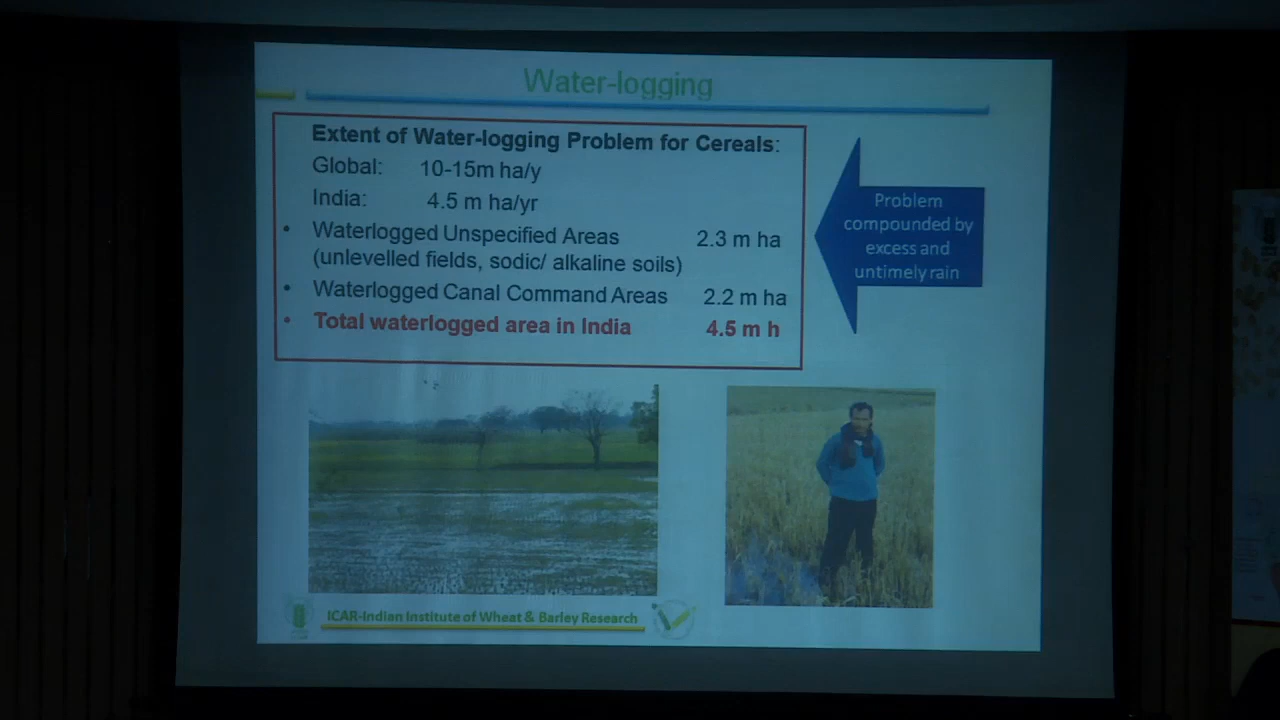 Water-logging
Extent of Water-logging Problem for Cereals:
Global: 10-15m ha/y
India: 4.5 m ha/yr
• Waterlogged Unspecified Areas 2.3 m ha
(unlevelled fields, sodic/ alkaline soils)
• Waterlogged Canal Command Areas 2.2 m ha
• Total waterlogged area in India 4.5 m h
Problem
compounded by
excess and
untimely rain
ICAR-Indian Institute of Wheat & Barley Research